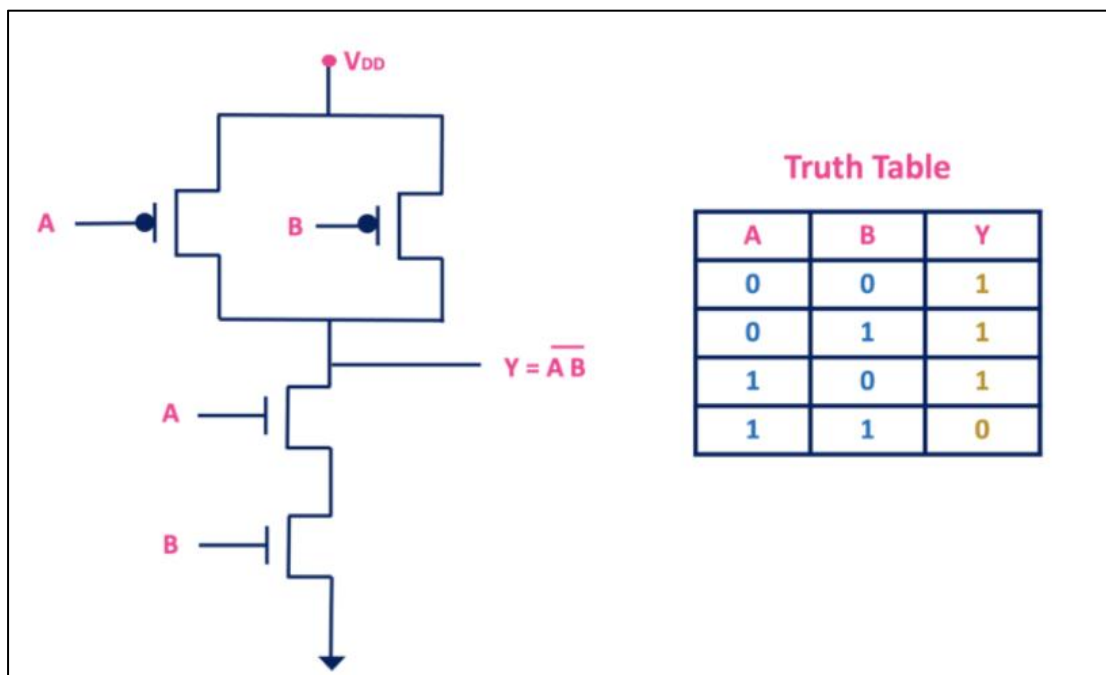 VDD
A
B
Y = A̅ ̅B̅
A
B
Truth Table
A B Y
0 0 1
0 1 1
1 0 1
1 1 0